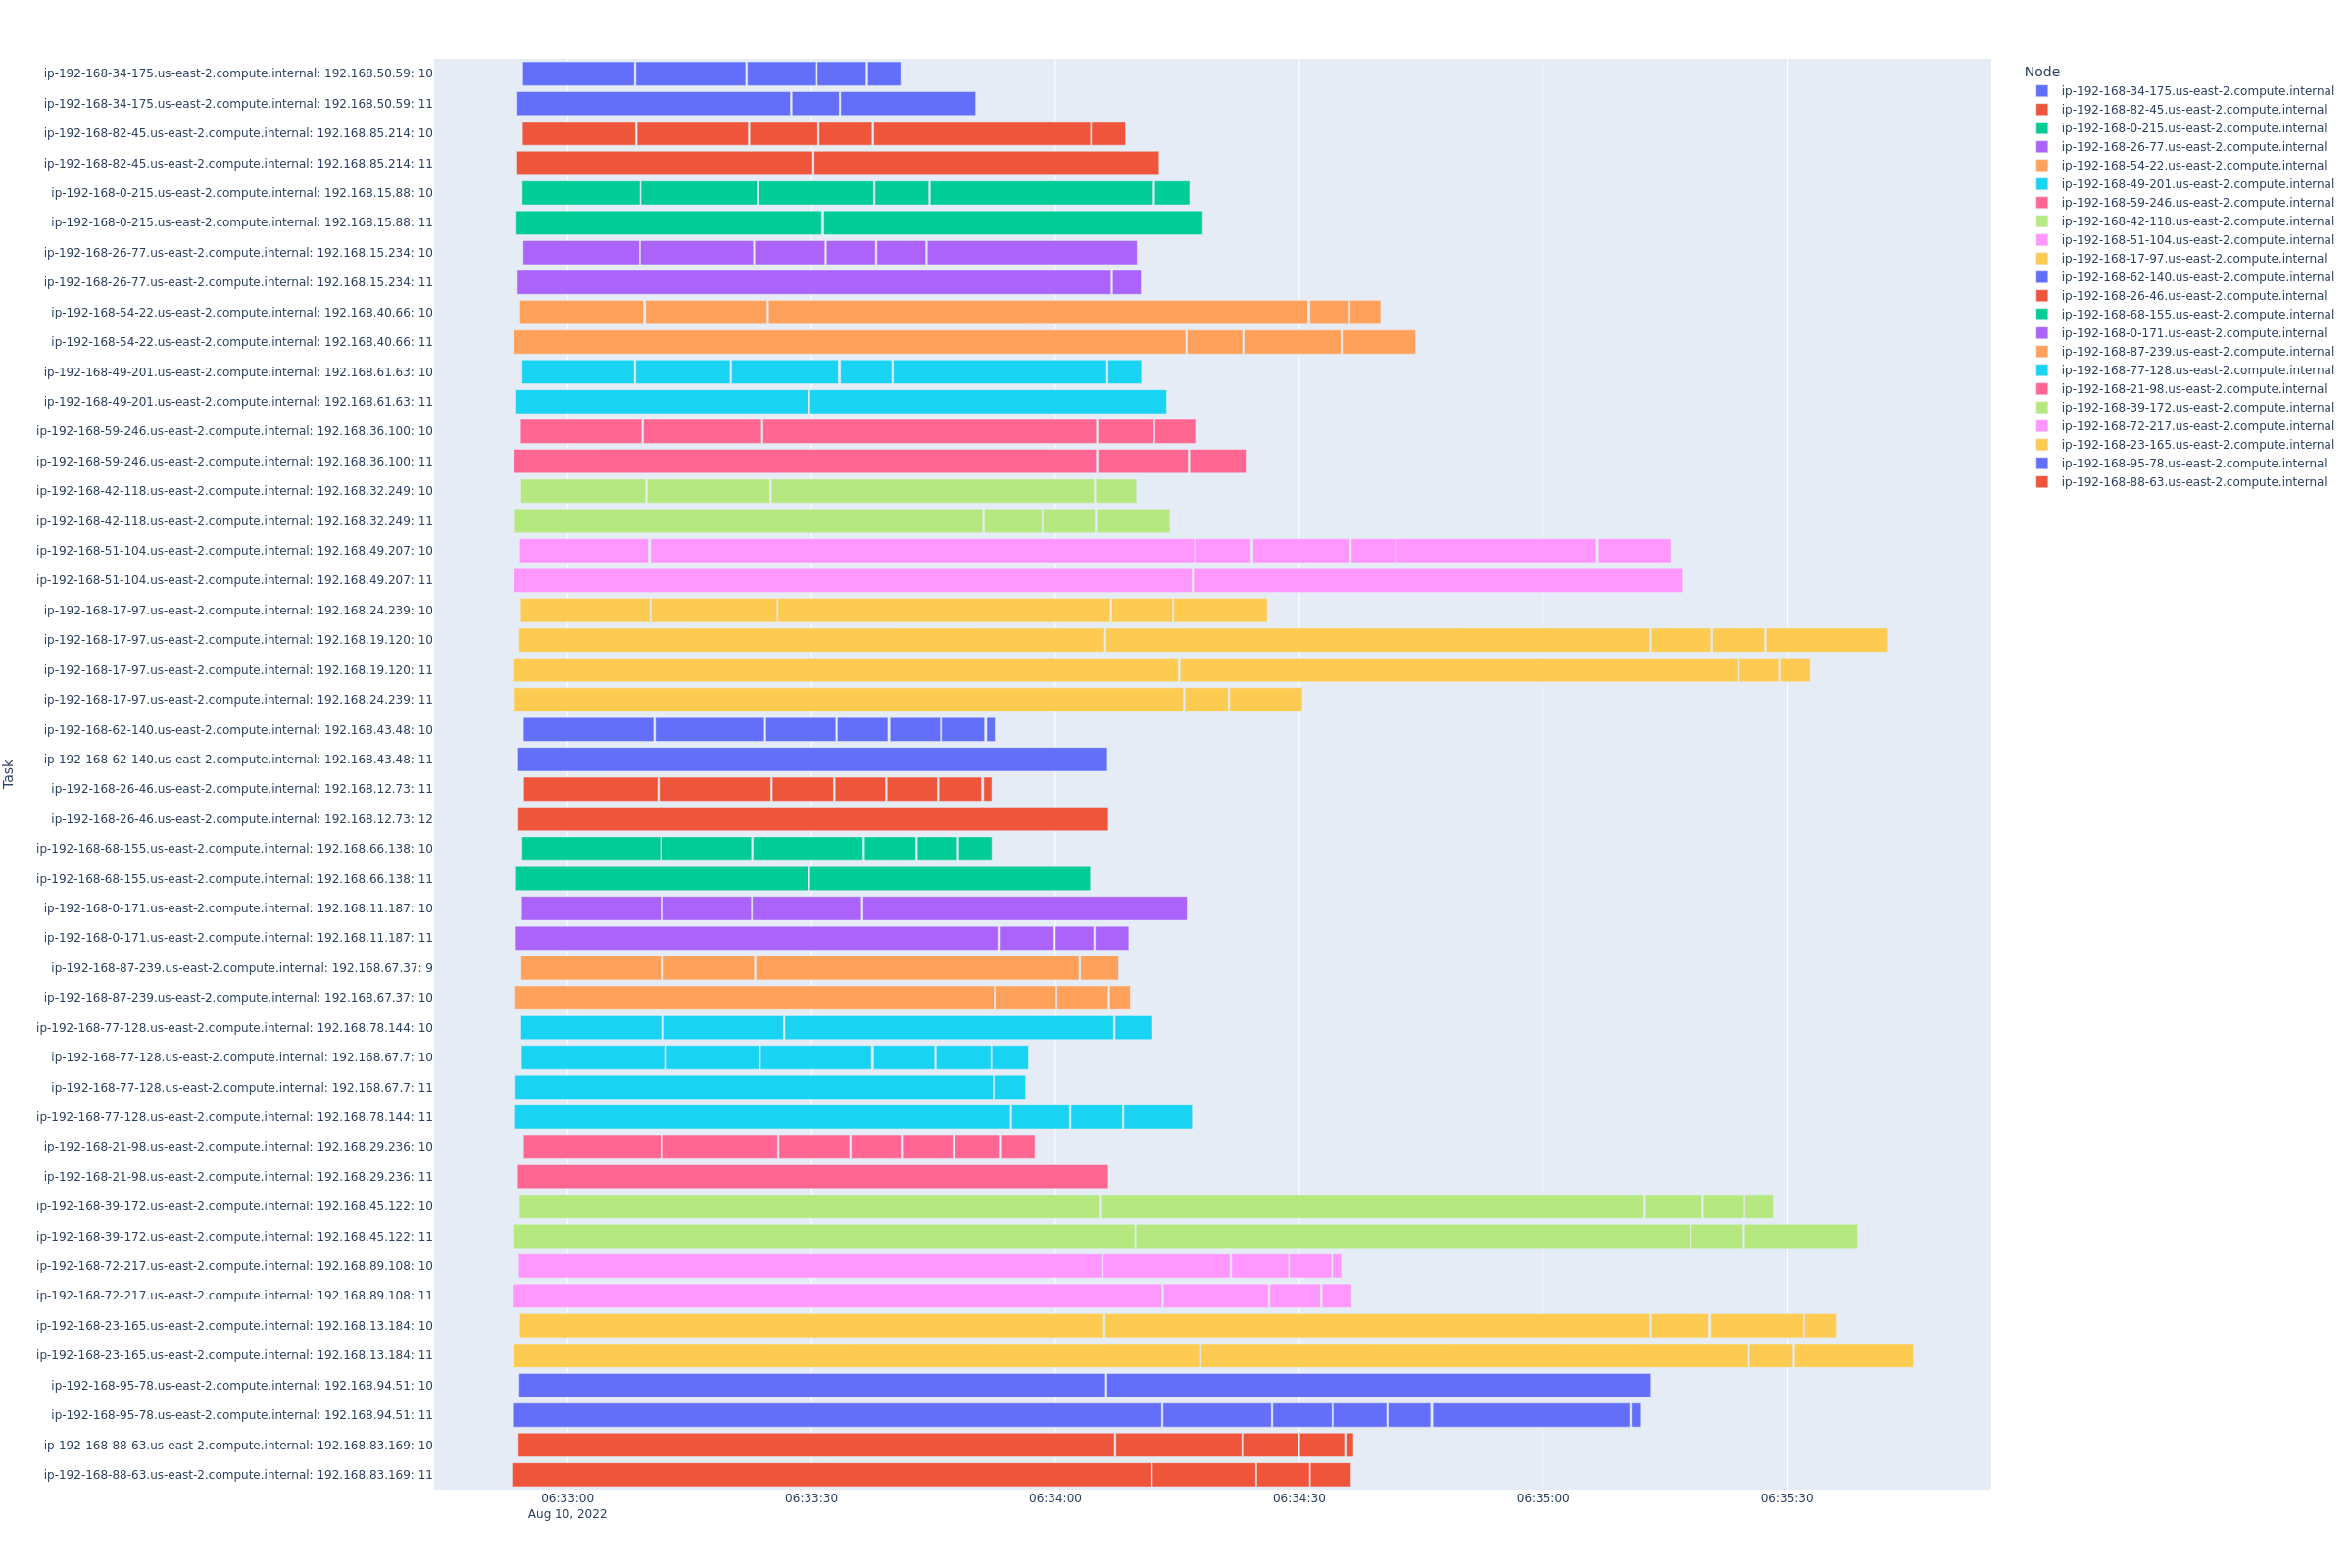 ip-192-168-34-175.us-east-2.compute.internal: 192.168.50.59: 10
ip-192-168-34-175.us-east-2.compute.internal: 192.168.50.59: 11
ip-192-168-82-45.us-east-2.compute.internal: 192.168.85.214: 10
ip-192-168-82-45.us-east-2.compute.internal: 192.168.85.214: 11
ip-192-168-0-215.us-east-2.compute.internal: 192.168.15.88: 10
ip-192-168-0-215.us-east-2.compute.internal: 192.168.15.88: 11
ip-192-168-26-77.us-east-2.compute.internal: 192.168.15.234: 10
ip-192-168-26-77.us-east-2.compute.internal: 192.168.15.234: 11
ip-192-168-54-22.us-east-2.compute.internal: 192.168.40.66: 10
ip-192-168-54-22.us-east-2.compute.internal: 192.168.40.66: 11
ip-192-168-49-201.us-east-2.compute.internal: 192.168.61.63: 10
ip-192-168-49-201.us-east-2.compute.internal: 192.168.61.63: 11
ip-192-168-59-246.us-east-2.compute.internal: 192.168.36.100: 10
ip-192-168-59-246.us-east-2.compute.internal: 192.168.36.100: 11
ip-192-168-42-118.us-east-2.compute.internal: 192.168.32.249: 10
ip-192-168-42-118.us-east-2.compute.internal: 192.168.32.249: 11
ip-192-168-51-104.us-east-2.compute.internal: 192.168.49.207: 10
ip-192-168-51-104.us-east-2.compute.internal: 192.168.49.207: 11
ip-192-168-17-97.us-east-2.compute.internal: 192.168.24.239: 10
ip-192-168-17-97.us-east-2.compute.internal: 192.168.19.120: 10
ip-192-168-17-97.us-east-2.compute.internal: 192.168.19.120: 11
ip-192-168-17-97.us-east-2.compute.internal: 192.168.24.239: 11
ip-192-168-62-140.us-east-2.compute.internal: 192.168.43.48: 10
ip-192-168-62-140.us-east-2.compute.internal: 192.168.43.48: 11
ip-192-168-26-46.us-east-2.compute.internal: 192.168.12.73: 11
ip-192-168-26-46.us-east-2.compute.internal: 192.168.12.73: 12
ip-192-168-68-155.us-east-2.compute.internal: 192.168.66.138: 10
ip-192-168-68-155.us-east-2.compute.internal: 192.168.66.138: 11
ip-192-168-0-171.us-east-2.compute.internal: 192.168.11.187: 10
ip-192-168-0-171.us-east-2.compute.internal: 192.168.11.187: 11
ip-192-168-87-239.us-east-2.compute.internal: 192.168.67.37: 9
ip-192-168-87-239.us-east-2.compute.internal: 192.168.67.37: 10
ip-192-168-77-128.us-east-2.compute.internal: 192.168.78.144: 10
ip-192-168-77-128.us-east-2.compute.internal: 192.168.67.7: 10
ip-192-168-77-128.us-east-2.compute.internal: 192.168.67.7: 11
ip-192-168-77-128.us-east-2.compute.internal: 192.168.78.144: 11
ip-192-168-21-98.us-east-2.compute.internal: 192.168.29.236: 10
ip-192-168-21-98.us-east-2.compute.internal: 192.168.29.236: 11
ip-192-168-39-172.us-east-2.compute.internal: 192.168.45.122: 10
ip-192-168-39-172.us-east-2.compute.internal: 192.168.45.122: 11
ip-192-168-72-217.us-east-2.compute.internal: 192.168.89.108: 10
ip-192-168-72-217.us-east-2.compute.internal: 192.168.89.108: 11
ip-192-168-23-165.us-east-2.compute.internal: 192.168.13.184: 10
ip-192-168-23-165.us-east-2.compute.internal: 192.168.13.184: 11
ip-192-168-95-78.us-east-2.compute.internal: 192.168.94.51: 10
ip-192-168-95-78.us-east-2.compute.internal: 192.168.94.51: 11
ip-192-168-88-63.us-east-2.compute.internal: 192.168.83.169: 10
ip-192-168-88-63.us-east-2.compute.internal: 192.168.83.169: 11
Task
06:33:00
06:33:30
06:34:00
06:34:30
06:35:00
06:35:30
Aug 10, 2022
Node
ip-192-168-34-175.us-east-2.compute.internal
ip-192-168-82-45.us-east-2.compute.internal
ip-192-168-0-215.us-east-2.compute.internal
ip-192-168-26-77.us-east-2.compute.internal
ip-192-168-54-22.us-east-2.compute.internal
ip-192-168-49-201.us-east-2.compute.internal
ip-192-168-59-246.us-east-2.compute.internal
ip-192-168-42-118.us-east-2.compute.internal
ip-192-168-51-104.us-east-2.compute.internal
ip-192-168-17-97.us-east-2.compute.internal
ip-192-168-62-140.us-east-2.compute.internal
ip-192-168-26-46.us-east-2.compute.internal
ip-192-168-68-155.us-east-2.compute.internal
ip-192-168-0-171.us-east-2.compute.internal
ip-192-168-87-239.us-east-2.compute.internal
ip-192-168-77-128.us-east-2.compute.internal
ip-192-168-21-98.us-east-2.compute.internal
ip-192-168-39-172.us-east-2.compute.internal
ip-192-168-72-217.us-east-2.compute.internal
ip-192-168-23-165.us-east-2.compute.internal
ip-192-168-95-78.us-east-2.compute.internal
ip-192-168-88-63.us-east-2.compute.internal